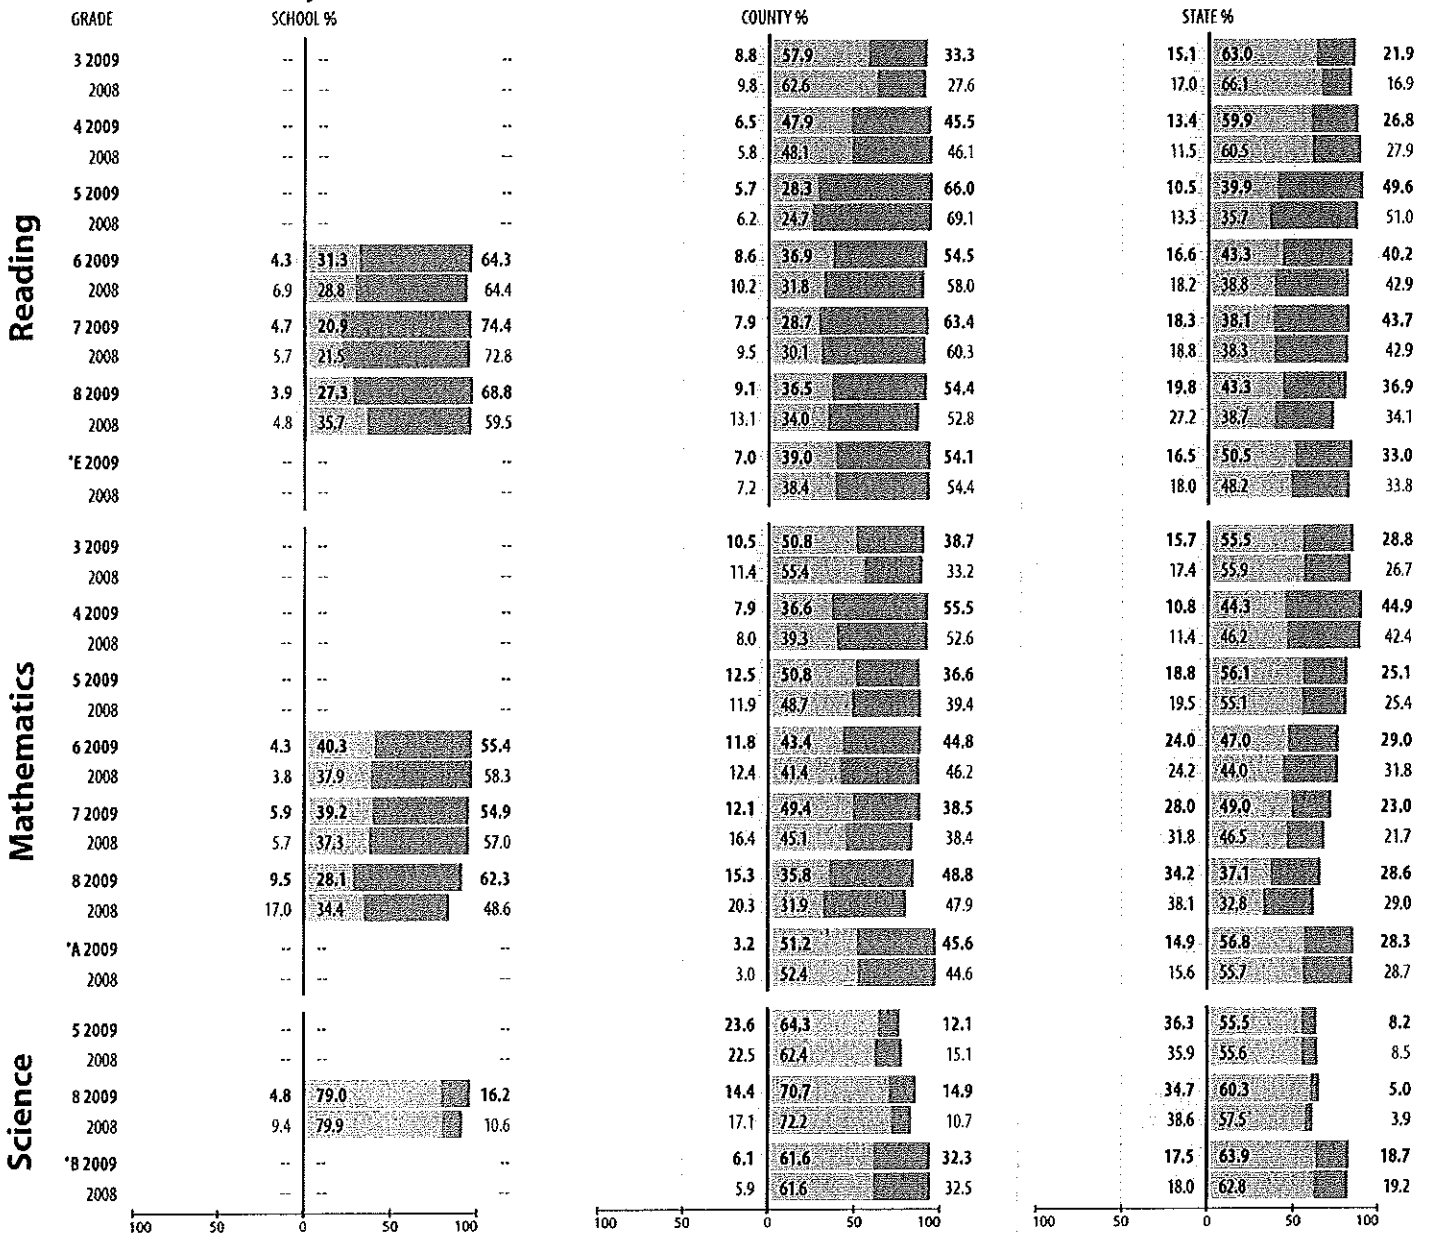 GRADE SCHOOL % COUNTY % STATE %
Reading
3 2009 -- -- -- 8.8 57.9 33.3 15.1 63.0 21.9
2008 -- -- -- 9.8 62.6 27.6 17.0 66.1 16.9
4 2009 -- -- -- 6.5 47.9 45.5 13.4 59.9 26.8
2008 -- -- -- 5.8 48.1 46.1 11.5 60.5 27.9
5 2009 -- -- -- 5.7 28.3 66.0 10.5 39.9 49.6
2008 -- -- -- 6.2 24.7 69.1 13.3 35.7 51.0
6 2009 4.3 31.3 64.3 8.6 36.9 54.5 16.6 43.3 40.2
2008 6.9 28.8 64.4 10.2 31.8 58.0 18.2 38.8 42.9
7 2009 4.7 20.9 74.4 7.9 28.7 63.4 18.3 38.1 43.7
2008 5.7 21.5 72.8 9.5 30.1 60.3 18.8 38.3 42.9
8 2009 3.9 27.3 68.8 9.1 36.5 54.4 19.8 43.3 36.9
2008 4.8 35.7 59.5 13.1 34.0 52.8 27.2 38.7 34.1
*E 2009 -- -- -- 7.0 39.0 54.1 16.5 50.5 33.0
2008 -- -- -- 7.2 38.4 54.4 18.0 48.2 33.8
Mathematics
3 2009 -- -- -- 10.5 50.8 38.7 15.7 55.5 28.8
2008 -- -- -- 11.4 55.4 33.2 17.4 55.9 26.7
4 2009 -- -- -- 7.9 36.6 55.5 10.8 44.3 44.9
2008 -- -- -- 8.0 39.3 52.6 11.4 46.2 42.4
5 2009 -- -- -- 12.5 50.8 36.6 18.8 56.1 25.1
2008 -- -- -- 11.9 48.7 39.4 19.5 55.1 25.4
6 2009 4.3 40.3 55.4 11.8 43.4 44.8 24.0 47.0 29.0
2008 3.8 37.9 58.3 12.4 41.4 46.2 24.2 44.0 31.8
7 2009 5.9 39.2 54.9 12.1 49.4 38.5 28.0 49.0 23.0
2008 5.7 37.3 57.0 16.4 45.1 38.4 31.8 46.5 21.7
8 2009 9.5 28.1 62.3 15.3 35.8 48.8 34.2 37.1 28.6
2008 17.0 34.4 48.6 20.3 31.9 47.9 38.1 32.8 29.0
*A 2009 -- -- -- 3.2 51.2 45.6 14.9 56.8 28.3
2008 -- -- -- 3.0 52.4 44.6 15.6 55.7 28.7
Science
5 2009 -- -- -- 23.6 64.3 12.1 36.3 55.5 8.2
2008 -- -- -- 22.5 62.4 15.1 35.9 55.6 8.5
8 2009 4.8 79.0 16.2 14.4 70.7 14.9 34.7 60.3 5.0
2008 9.4 79.9 10.6 17.1 72.2 10.7 38.6 57.5 3.9
*B 2009 -- -- -- 6.1 61.6 32.3 17.5 63.9 18.7
2008 -- -- -- 5.9 61.6 32.5 18.0 62.8 19.2
100 50 0 50 100 100 50 0 50 100 100 50 0 50 100